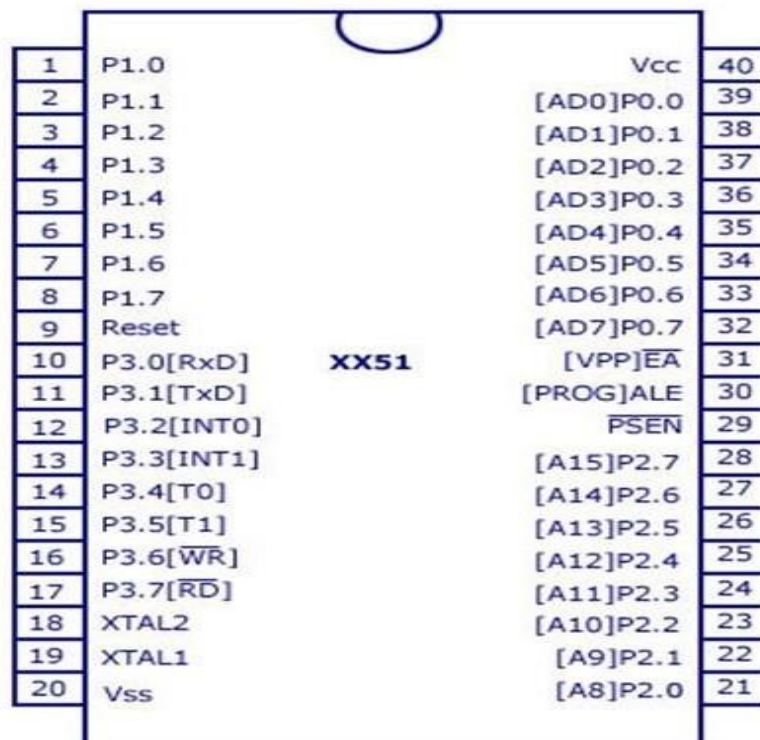 1 P1.0 Vcc 40
2 P1.1 [AD0]P0.0 39
3 P1.2 [AD1]P0.1 38
4 P1.3 [AD2]P0.2 37
5 P1.4 [AD3]P0.3 36
6 P1.5 [AD4]P0.4 35
7 P1.6 [AD5]P0.5 34
8 P1.7 [AD6]P0.6 33
9 Reset [AD7]P0.7 32
10 P3.0[RxD] XX51 [VPP]E̅A̅ 31
11 P3.1[TxD] [PROG]ALE 30
12 P3.2[INT0] P̅S̅E̅N̅ 29
13 P3.3[INT1] [A15]P2.7 28
14 P3.4[T0] [A14]P2.6 27
15 P3.5[T1] [A13]P2.5 26
16 P3.6[W̅R̅] [A12]P2.4 25
17 P3.7[R̅D̅] [A11]P2.3 24
18 XTAL2 [A10]P2.2 23
19 XTAL1 [A9]P2.1 22
20 Vss [A8]P2.0 21